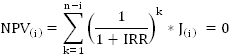 NPV₍ᵢ₎ = ∑_{k=1}^{n−i} (1 / (1 + IRR))^k * J₍ᵢ₎ = 0